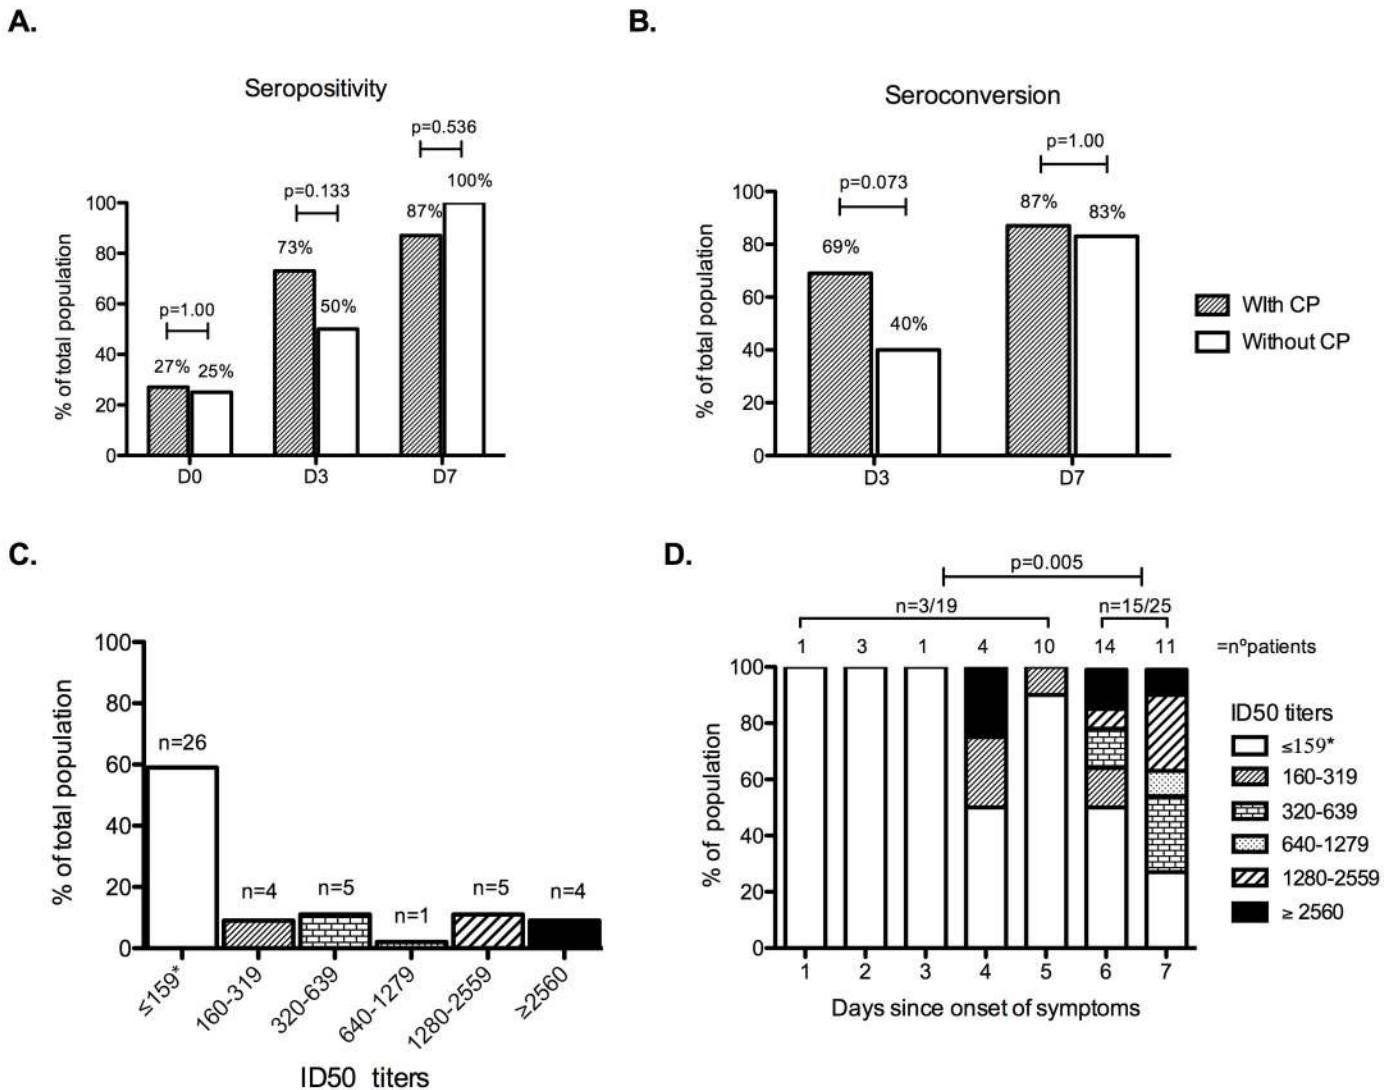 A.
Seropositivity
p=0.536
p=0.133
p=1.00
27%
25%
73%
50%
87%
100%
% of total population
100
80
60
40
20
0
D0
D3
D7
B.
Seroconversion
p=1.00
p=0.073
69%
40%
87%
83%
% of total population
100
80
60
40
20
0
D3
D7
WIth CP
Without CP
C.
% of total population
100
80
60
40
20
0
n=26
n=4
n=5
n=1
n=5
n=4
≤159*
160-319
320-639
640-1279
1280-2559
≥2560
ID50 titers
D.
p=0.005
n=3/19
n=15/25
1 3 1 4 10 14 11 =nºpatients
% of population
100
80
60
40
20
0
1 2 3 4 5 6 7
Days since onset of symptoms
ID50 titers
≤159*
160-319
320-639
640-1279
1280-2559
≥ 2560